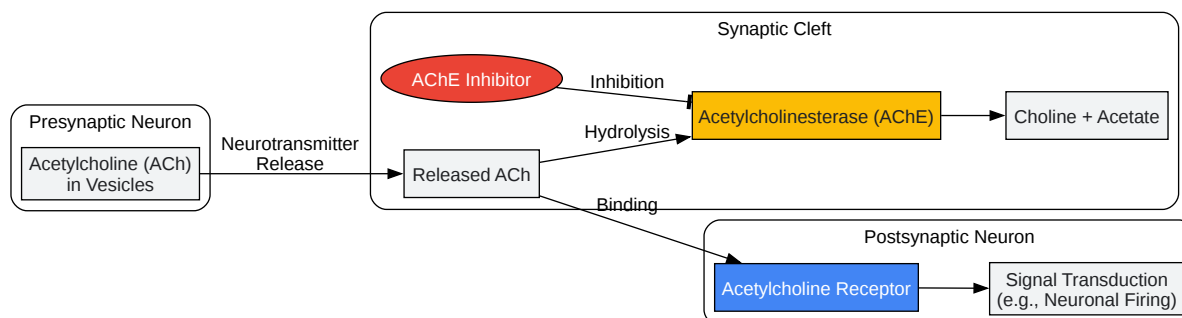 Synaptic Cleft
AChE Inhibitor
Inhibition
Acetylcholinesterase (AChE)
Choline + Acetate
Presynaptic Neuron
Acetylcholine (ACh)
in Vesicles
Neurotransmitter
Release
Hydrolysis
Released ACh
Binding
Postsynaptic Neuron
Acetylcholine Receptor
Signal Transduction
(e.g., Neuronal Firing)